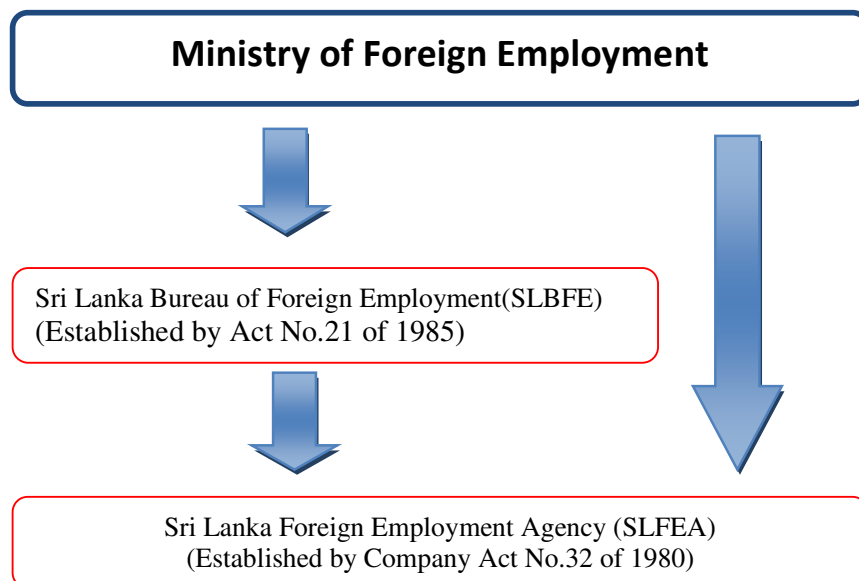 Ministry of Foreign Employment
Sri Lanka Bureau of Foreign Employment(SLBFE)
(Established by Act No.21 of 1985)
Sri Lanka Foreign Employment Agency (SLFEA)
(Established by Company Act No.32 of 1980)